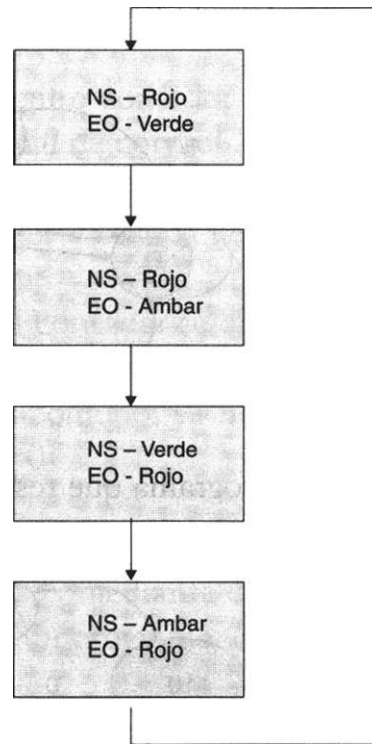 NS – Rojo
EO - Verde
NS – Rojo
EO - Ambar
NS – Verde
EO - Rojo
NS – Ambar
EO - Rojo